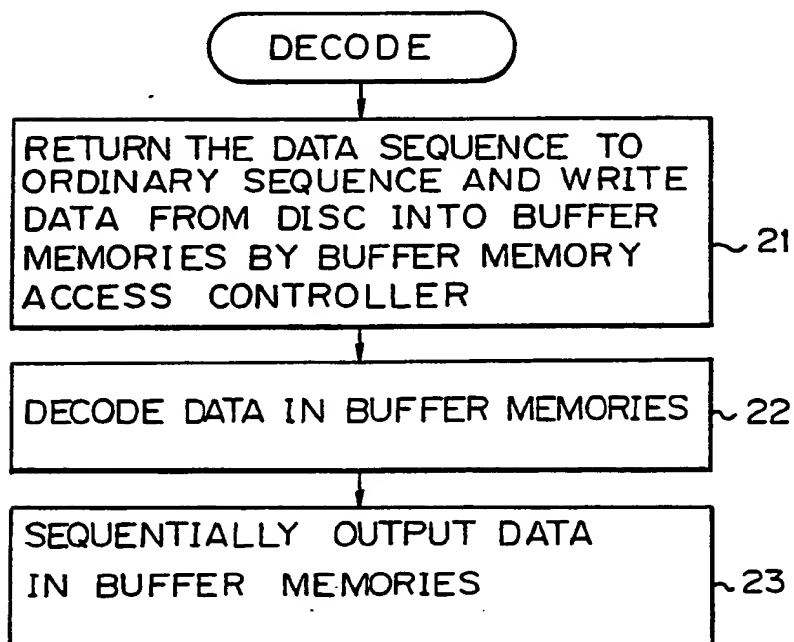 DECODE
RETURN THE DATA SEQUENCE TO
ORDINARY SEQUENCE AND WRITE
DATA FROM DISC INTO BUFFER
MEMORIES BY BUFFER MEMORY
ACCESS CONTROLLER
21
DECODE DATA IN BUFFER MEMORIES
22
SEQUENTIALLY OUTPUT DATA
IN BUFFER MEMORIES
23